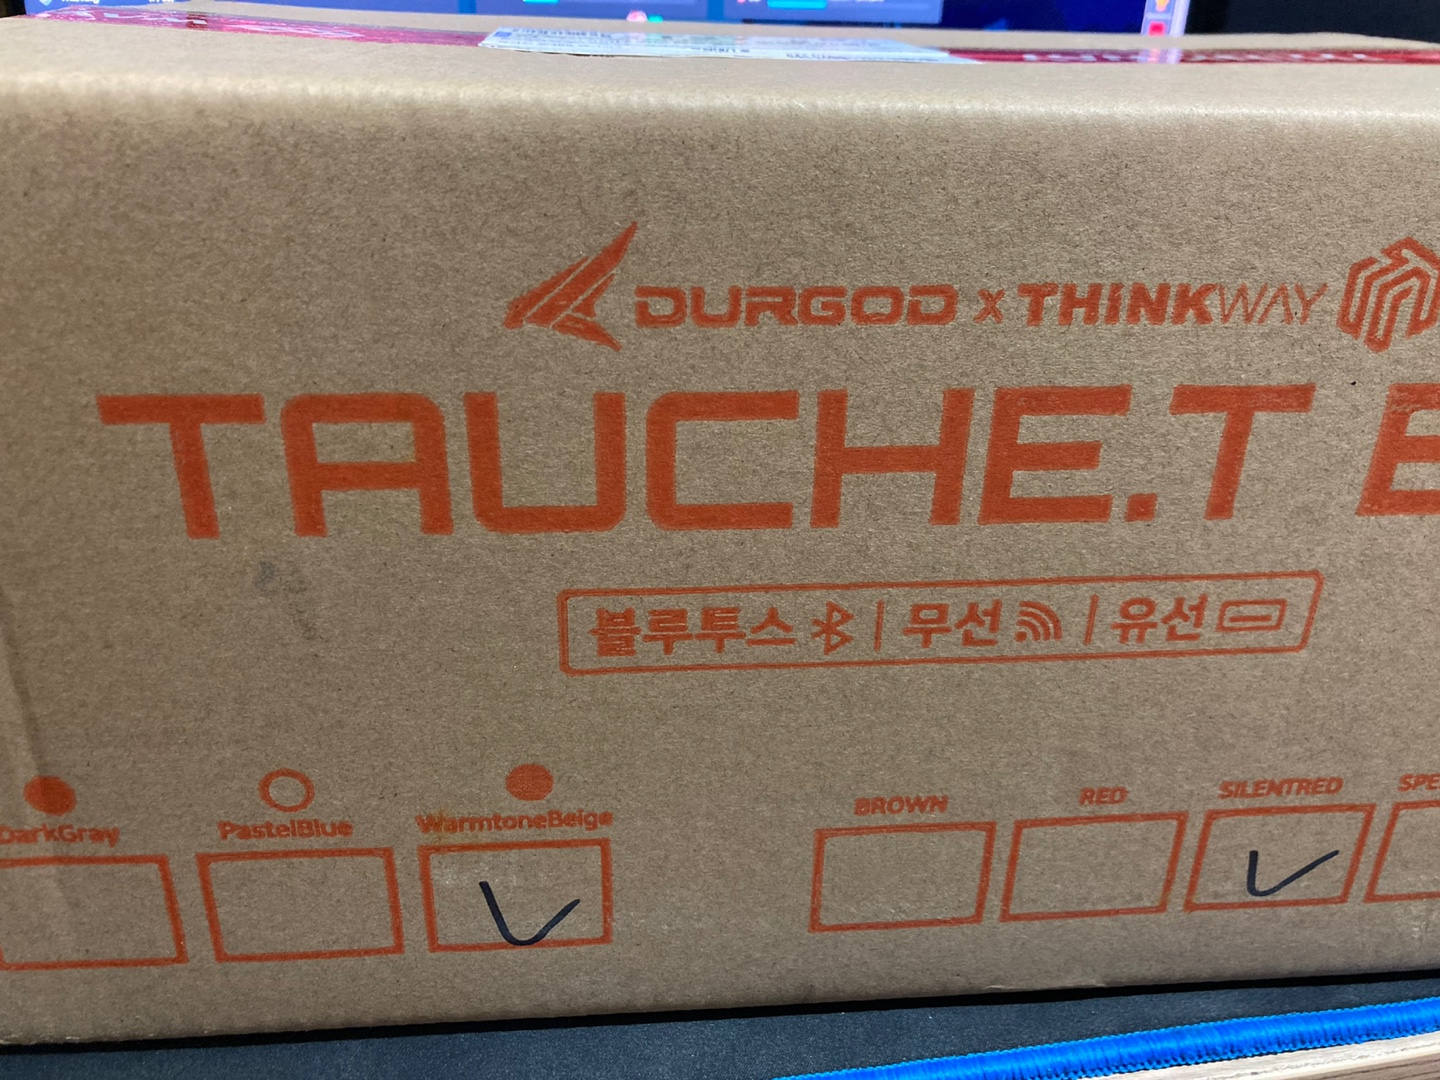 DURGOD x THINKWAY
TAUCHE.T
블루투스 | 무선 | 유선
DarkGray PastelBlue WarmtoneBeige
BROWN RED SILENTRED